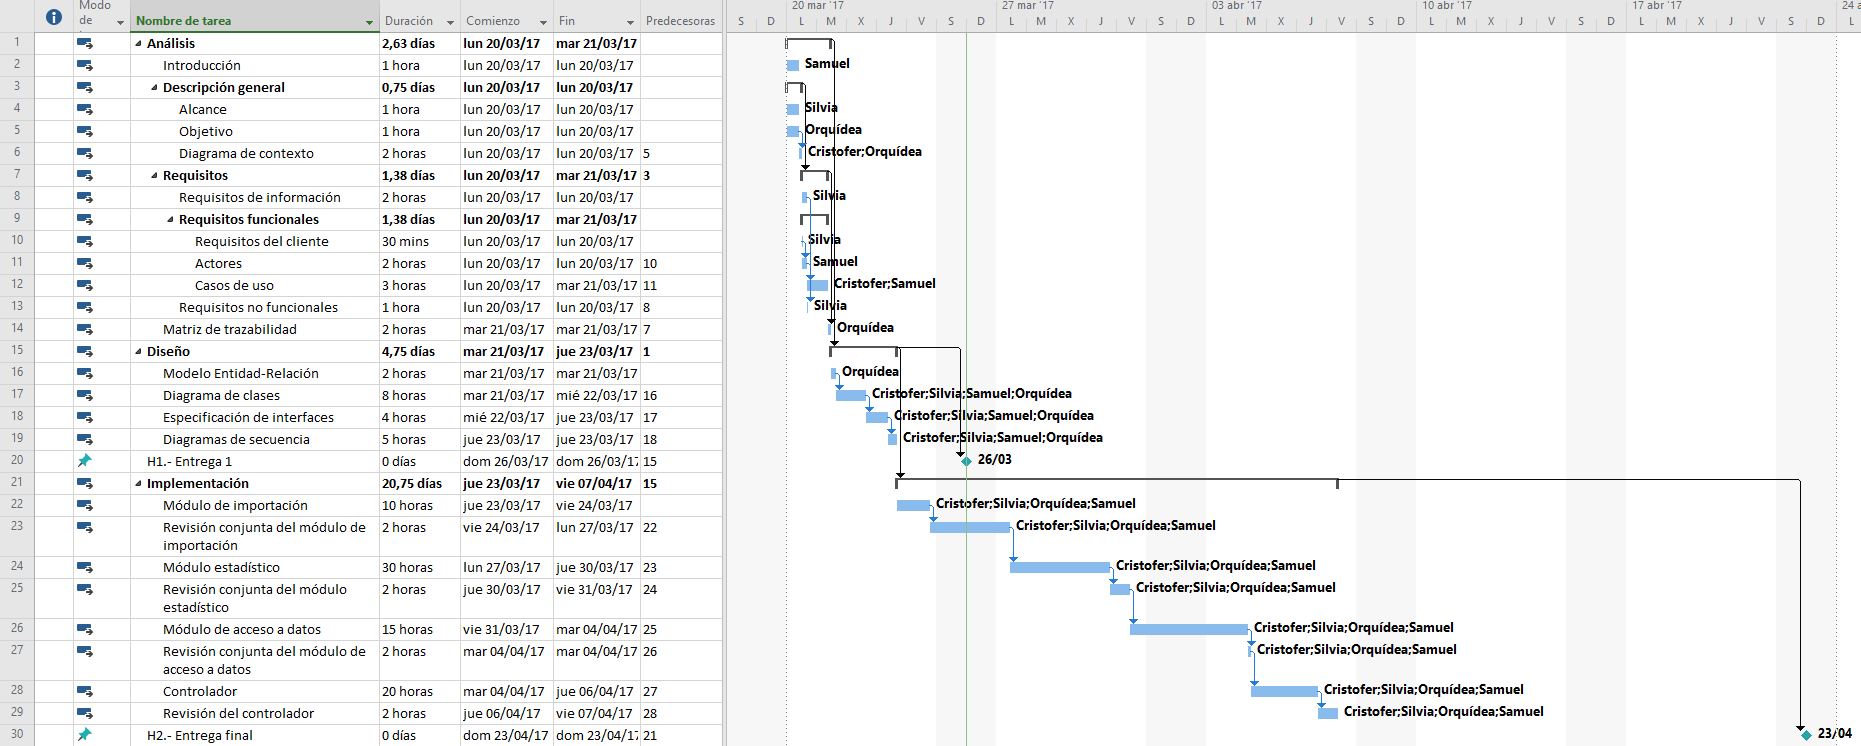 Modo de Nombre de tarea Duración Comienzo Fin Predecesoras
20 mar '17 27 mar '17 03 abr '17 10 abr '17 17 abr '17 24 a
S D L M X J V S D L M X J V S D L M X J V S D L M X J V S D L M X J V S D L
1 Análisis 2,63 días lun 20/03/17 mar 21/03/17
2 Introducción 1 hora lun 20/03/17 lun 20/03/17 Samuel
3 Descripción general 0,75 días lun 20/03/17 lun 20/03/17
4 Alcance 1 hora lun 20/03/17 lun 20/03/17 Silvia
5 Objetivo 1 hora lun 20/03/17 lun 20/03/17 Orquídea
6 Diagrama de contexto 2 horas lun 20/03/17 lun 20/03/17 5 Cristofer;Orquídea
7 Requisitos 1,38 días lun 20/03/17 mar 21/03/17 3
8 Requisitos de información 2 horas lun 20/03/17 lun 20/03/17 Silvia
9 Requisitos funcionales 1,38 días lun 20/03/17 mar 21/03/17
10 Requisitos del cliente 30 mins lun 20/03/17 lun 20/03/17 Silvia
11 Actores 2 horas lun 20/03/17 lun 20/03/17 10 Samuel
12 Casos de uso 3 horas lun 20/03/17 mar 21/03/17 11 Cristofer;Samuel
13 Requisitos no funcionales 1 hora lun 20/03/17 lun 20/03/17 8 Silvia
14 Matriz de trazabilidad 2 horas mar 21/03/17 mar 21/03/17 7 Orquídea
15 Diseño 4,75 días mar 21/03/17 jue 23/03/17 1
16 Modelo Entidad-Relación 2 horas mar 21/03/17 mar 21/03/17 Orquídea
17 Diagrama de clases 8 horas mar 21/03/17 mié 22/03/17 16 Cristofer;Silvia;Samuel;Orquídea
18 Especificación de interfaces 4 horas mié 22/03/17 jue 23/03/17 17 Cristofer;Silvia;Samuel;Orquídea
19 Diagramas de secuencia 5 horas jue 23/03/17 jue 23/03/17 18 Cristofer;Silvia;Samuel;Orquídea
20 H1.- Entrega 1 0 días dom 26/03/17 dom 26/03/17 15 26/03
21 Implementación 20,75 días jue 23/03/17 vie 07/04/17 15
22 Módulo de importación 10 horas jue 23/03/17 vie 24/03/17 Cristofer;Silvia;Orquídea;Samuel
23 Revisión conjunta del módulo de 2 horas vie 24/03/17 lun 27/03/17 22 Cristofer;Silvia;Orquídea;Samuel
importación
24 Módulo estadístico 30 horas lun 27/03/17 jue 30/03/17 23 Cristofer;Silvia;Orquídea;Samuel
25 Revisión conjunta del módulo 2 horas jue 30/03/17 vie 31/03/17 24 Cristofer;Silvia;Orquídea;Samuel
estadístico
26 Módulo de acceso a datos 15 horas vie 31/03/17 mar 04/04/17 25 Cristofer;Silvia;Orquídea;Samuel
27 Revisión conjunta del módulo de 2 horas mar 04/04/17 mar 04/04/17 26 Cristofer;Silvia;Orquídea;Samuel
acceso a datos
28 Controlador 20 horas mar 04/04/17 jue 06/04/17 27 Cristofer;Silvia;Orquídea;Samuel
29 Revisión del controlador 2 horas jue 06/04/17 vie 07/04/17 28 Cristofer;Silvia;Orquídea;Samuel
30 H2.- Entrega final 0 días dom 23/04/17 dom 23/04/17 21 23/04